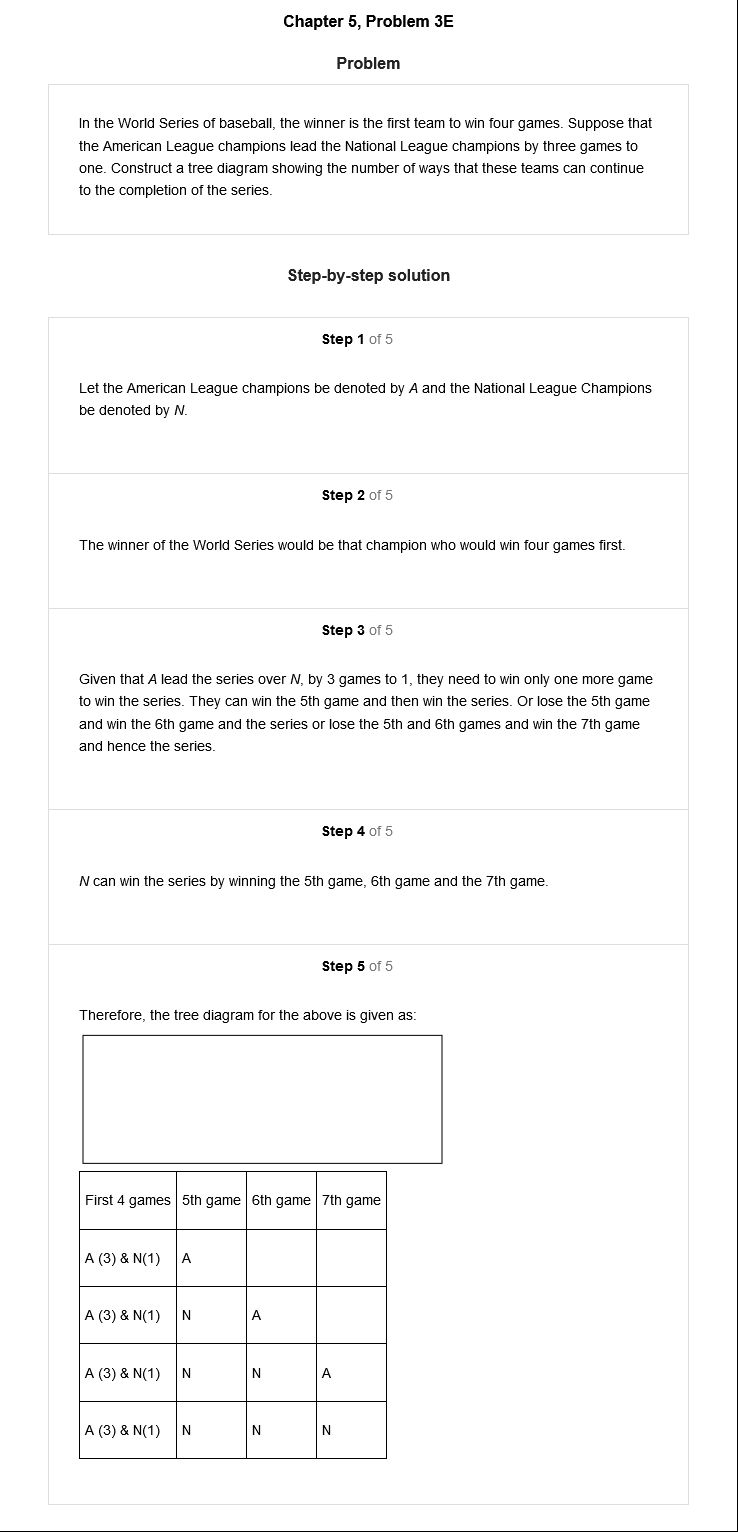 Chapter 5, Problem 3E
Problem
In the World Series of baseball, the winner is the first team to win four games. Suppose that
the American League champions lead the National League champions by three games to
one. Construct a tree diagram showing the number of ways that these teams can continue
to the completion of the series.
Step-by-step solution
Step 1 of 5
Let the American League champions be denoted by A and the National League Champions
be denoted by N.
Step 2 of 5
The winner of the World Series would be that champion who would win four games first.
Step 3 of 5
Given that A lead the series over N, by 3 games to 1, they need to win only one more game
to win the series. They can win the 5th game and then win the series. Or lose the 5th game
and win the 6th game and the series or lose the 5th and 6th games and win the 7th game
and hence the series.
Step 4 of 5
N can win the series by winning the 5th game, 6th game and the 7th game.
Step 5 of 5
Therefore, the tree diagram for the above is given as:
First 4 games 5th game 6th game 7th game
A (3) & N(1) A
A (3) & N(1) N A
A (3) & N(1) N N A
A (3) & N(1) N N N